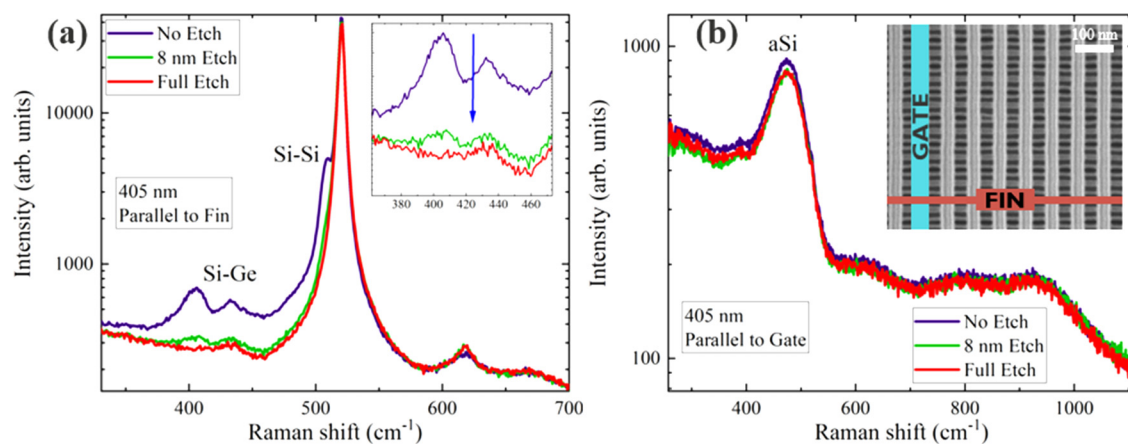 (a)
No Etch
8 nm Etch
Full Etch
Si-Si
Si-Ge
405 nm
Parallel to Fin
10000
1000
Intensity (arb. units)
360 380 400 420 440 460
400 500 600 700
Raman shift (cm⁻¹)
(b)
aSi
100 nm
GATE
FIN
1000
100
Intensity (arb. units)
405 nm
Parallel to Gate
No Etch
8 nm Etch
Full Etch
400 600 800 1000
Raman shift (cm⁻¹)